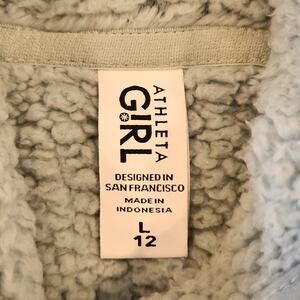 ATHLETA
GIRL
DESIGNED IN
SAN FRANCISCO
MADE IN
INDONESIA
L
12